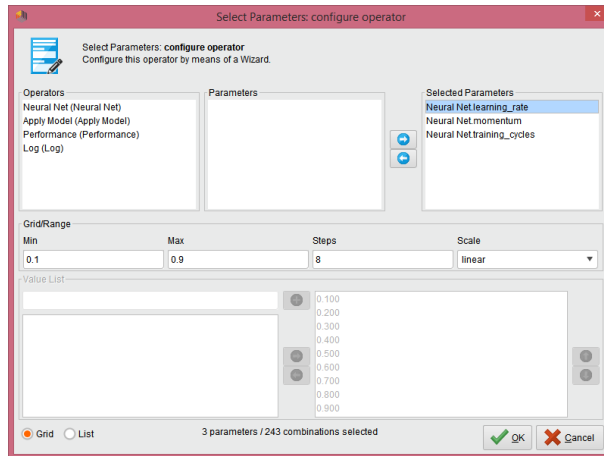 Select Parameters: configure operator
Select Parameters: configure operator
Configure this operator by means of a Wizard.
Operators
Neural Net (Neural Net)
Apply Model (Apply Model)
Performance (Performance)
Log (Log)
Parameters
Selected Parameters
Neural Net.learning_rate
Neural Net.momentum
Neural Net.training_cycles
Grid/Range
Min Max Steps Scale
0.1 0.9 8 linear
Value List
0.100
0.200
0.300
0.400
0.500
0.600
0.700
0.800
0.900
Grid List 3 parameters / 243 combinations selected OK Cancel